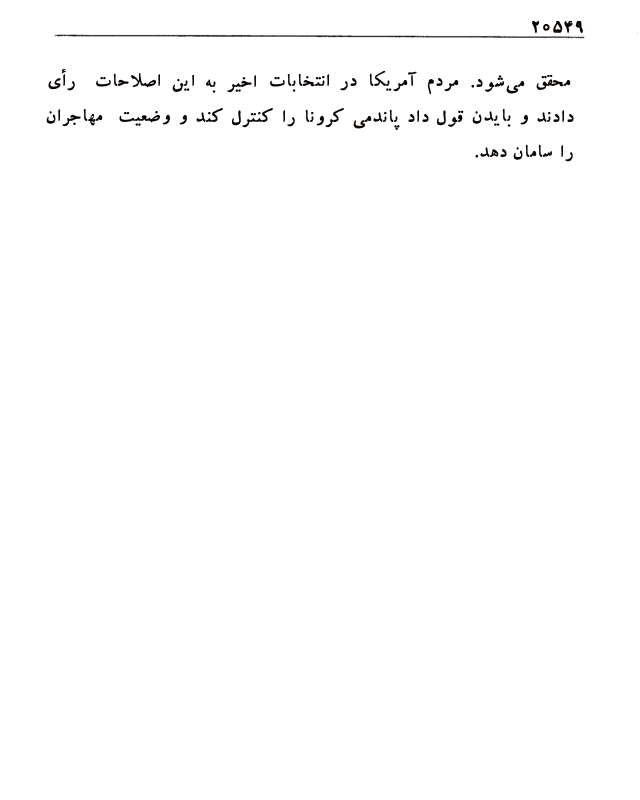 ۲۰۵۴۹
محقق می‌شود. مردم آمریکا در انتخابات اخیر به این اصلاحات رأی
دادند و بایدن قول داد پاندمی کرونا را کنترل کند و وضعیت مهاجران
را سامان دهد.